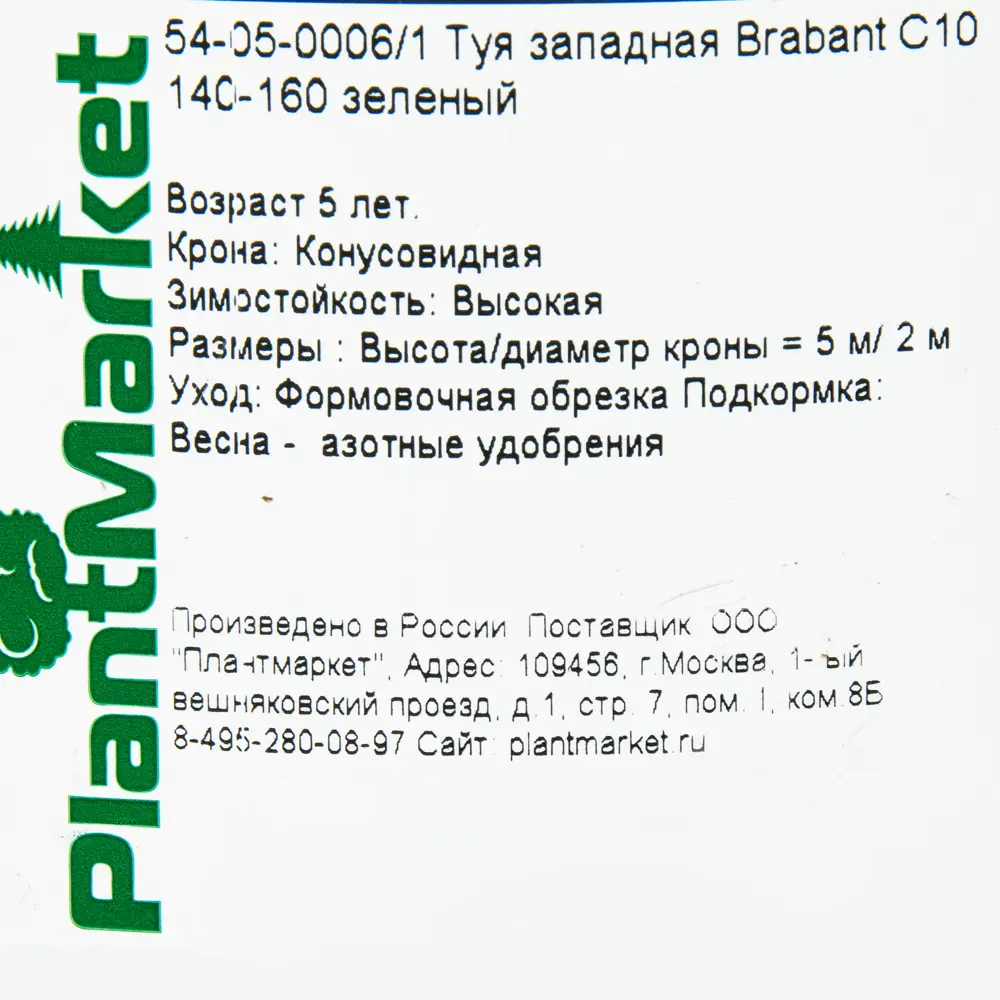 PlantMarket
54-05-0006/1 Туя западная Brabant C10
140-160 зеленый
Возраст 5 лет.
Крона: Конусовидная
Зимостойкость: Высокая
Размеры : Высота/диаметр кроны = 5 м/ 2 м
Уход: Формовочная обрезка Подкормка:
Весна - азотные удобрения
Произведено в России Поставщик ООО
"Плантмаркет", Адрес: 109456, г.Москва, 1-ый
вешняковский проезд, д.1, стр. 7, пом. I, ком.8Б
8-495-280-08-97 Сайт: plantmarket.ru